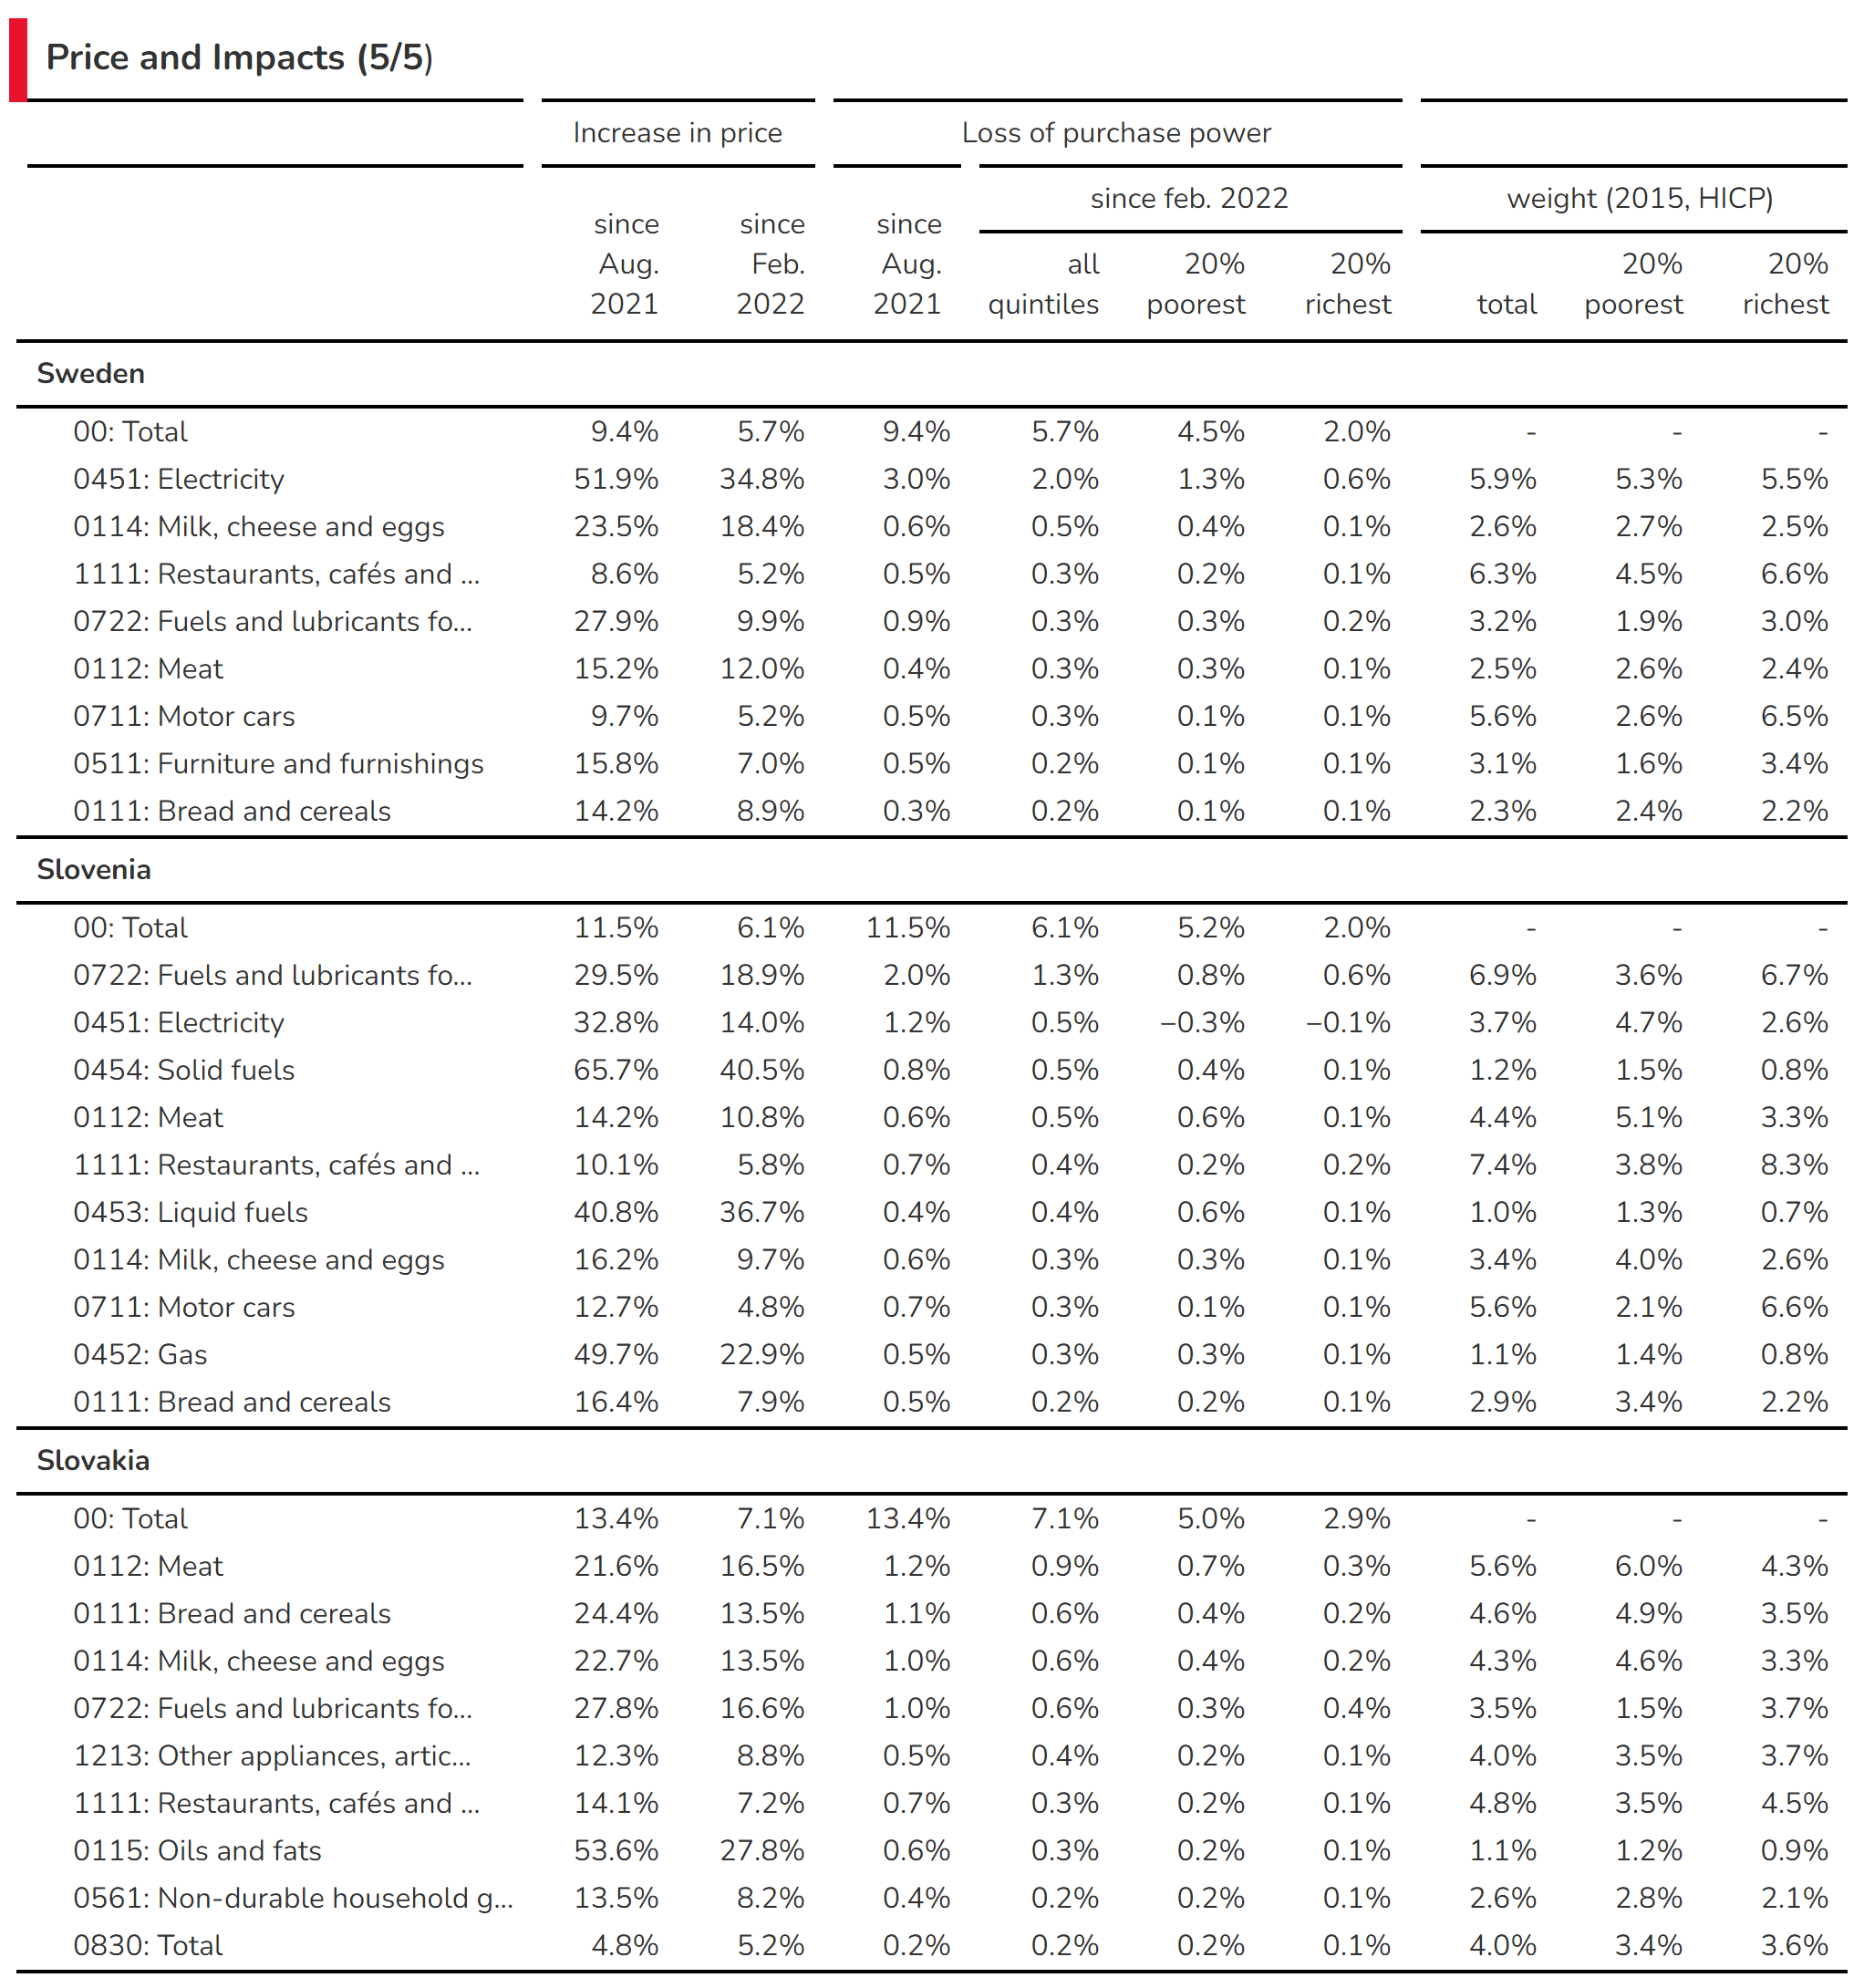 Price and Impacts (5/5)
Increase in price Loss of purchase power
since feb. 2022 weight (2015, HICP)
since since since
Aug. Feb. Aug. all 20% 20% 20% 20%
2021 2022 2021 quintiles poorest richest total poorest richest
Sweden
00: Total 9.4% 5.7% 9.4% 5.7% 4.5% 2.0% - - -
0451: Electricity 51.9% 34.8% 3.0% 2.0% 1.3% 0.6% 5.9% 5.3% 5.5%
0114: Milk, cheese and eggs 23.5% 18.4% 0.6% 0.5% 0.4% 0.1% 2.6% 2.7% 2.5%
1111: Restaurants, cafés and ... 8.6% 5.2% 0.5% 0.3% 0.2% 0.1% 6.3% 4.5% 6.6%
0722: Fuels and lubricants fo... 27.9% 9.9% 0.9% 0.3% 0.3% 0.2% 3.2% 1.9% 3.0%
0112: Meat 15.2% 12.0% 0.4% 0.3% 0.3% 0.1% 2.5% 2.6% 2.4%
0711: Motor cars 9.7% 5.2% 0.5% 0.3% 0.1% 0.1% 5.6% 2.6% 6.5%
0511: Furniture and furnishings 15.8% 7.0% 0.5% 0.2% 0.1% 0.1% 3.1% 1.6% 3.4%
0111: Bread and cereals 14.2% 8.9% 0.3% 0.2% 0.1% 0.1% 2.3% 2.4% 2.2%
Slovenia
00: Total 11.5% 6.1% 11.5% 6.1% 5.2% 2.0% - - -
0722: Fuels and lubricants fo... 29.5% 18.9% 2.0% 1.3% 0.8% 0.6% 6.9% 3.6% 6.7%
0451: Electricity 32.8% 14.0% 1.2% 0.5% −0.3% −0.1% 3.7% 4.7% 2.6%
0454: Solid fuels 65.7% 40.5% 0.8% 0.5% 0.4% 0.1% 1.2% 1.5% 0.8%
0112: Meat 14.2% 10.8% 0.6% 0.5% 0.6% 0.1% 4.4% 5.1% 3.3%
1111: Restaurants, cafés and ... 10.1% 5.8% 0.7% 0.4% 0.2% 0.2% 7.4% 3.8% 8.3%
0453: Liquid fuels 40.8% 36.7% 0.4% 0.4% 0.6% 0.1% 1.0% 1.3% 0.7%
0114: Milk, cheese and eggs 16.2% 9.7% 0.6% 0.3% 0.3% 0.1% 3.4% 4.0% 2.6%
0711: Motor cars 12.7% 4.8% 0.7% 0.3% 0.1% 0.1% 5.6% 2.1% 6.6%
0452: Gas 49.7% 22.9% 0.5% 0.3% 0.3% 0.1% 1.1% 1.4% 0.8%
0111: Bread and cereals 16.4% 7.9% 0.5% 0.2% 0.2% 0.1% 2.9% 3.4% 2.2%
Slovakia
00: Total 13.4% 7.1% 13.4% 7.1% 5.0% 2.9% - - -
0112: Meat 21.6% 16.5% 1.2% 0.9% 0.7% 0.3% 5.6% 6.0% 4.3%
0111: Bread and cereals 24.4% 13.5% 1.1% 0.6% 0.4% 0.2% 4.6% 4.9% 3.5%
0114: Milk, cheese and eggs 22.7% 13.5% 1.0% 0.6% 0.4% 0.2% 4.3% 4.6% 3.3%
0722: Fuels and lubricants fo... 27.8% 16.6% 1.0% 0.6% 0.3% 0.4% 3.5% 1.5% 3.7%
1213: Other appliances, artic... 12.3% 8.8% 0.5% 0.4% 0.2% 0.1% 4.0% 3.5% 3.7%
1111: Restaurants, cafés and ... 14.1% 7.2% 0.7% 0.3% 0.2% 0.1% 4.8% 3.5% 4.5%
0115: Oils and fats 53.6% 27.8% 0.6% 0.3% 0.2% 0.1% 1.1% 1.2% 0.9%
0561: Non-durable household g... 13.5% 8.2% 0.4% 0.2% 0.2% 0.1% 2.6% 2.8% 2.1%
0830: Total 4.8% 5.2% 0.2% 0.2% 0.2% 0.1% 4.0% 3.4% 3.6%